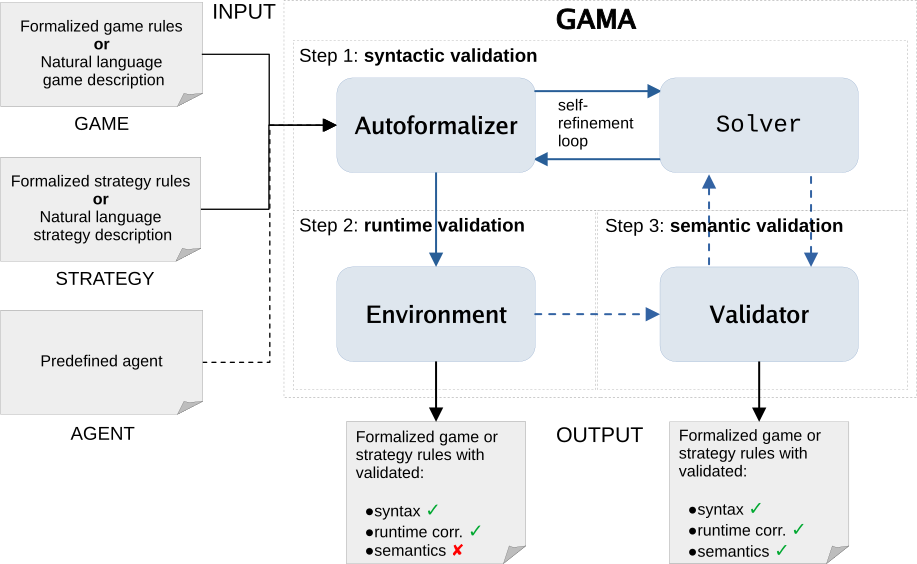 INPUT
GAMA
Formalized game rules
or
Natural language
game description
GAME
Formalized strategy rules
or
Natural language
strategy description
STRATEGY
Predefined agent
AGENT
Step 1: syntactic validation
Autoformalizer
self-
refinement
loop
Solver
Step 2: runtime validation
Environment
Step 3: semantic validation
Validator
OUTPUT
Formalized game or
strategy rules with
validated:
●syntax ✓
●runtime corr. ✓
●semantics ✘
Formalized game or
strategy rules with
validated:
●syntax ✓
●runtime corr. ✓
●semantics ✓